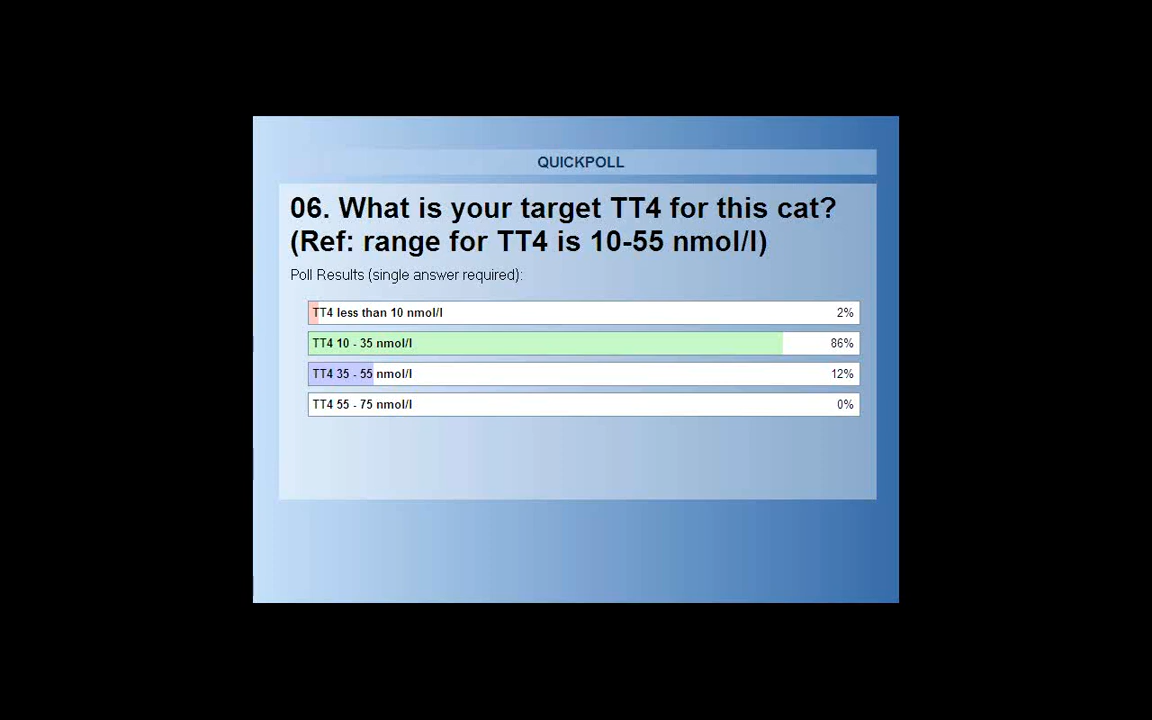 QUICKPOLL
06. What is your target TT4 for this cat?
(Ref: range for TT4 is 10-55 nmol/l)
Poll Results (single answer required):
TT4 less than 10 nmol/l 2%
TT4 10 - 35 nmol/l 86%
TT4 35 - 55 nmol/l 12%
TT4 55 - 75 nmol/l 0%